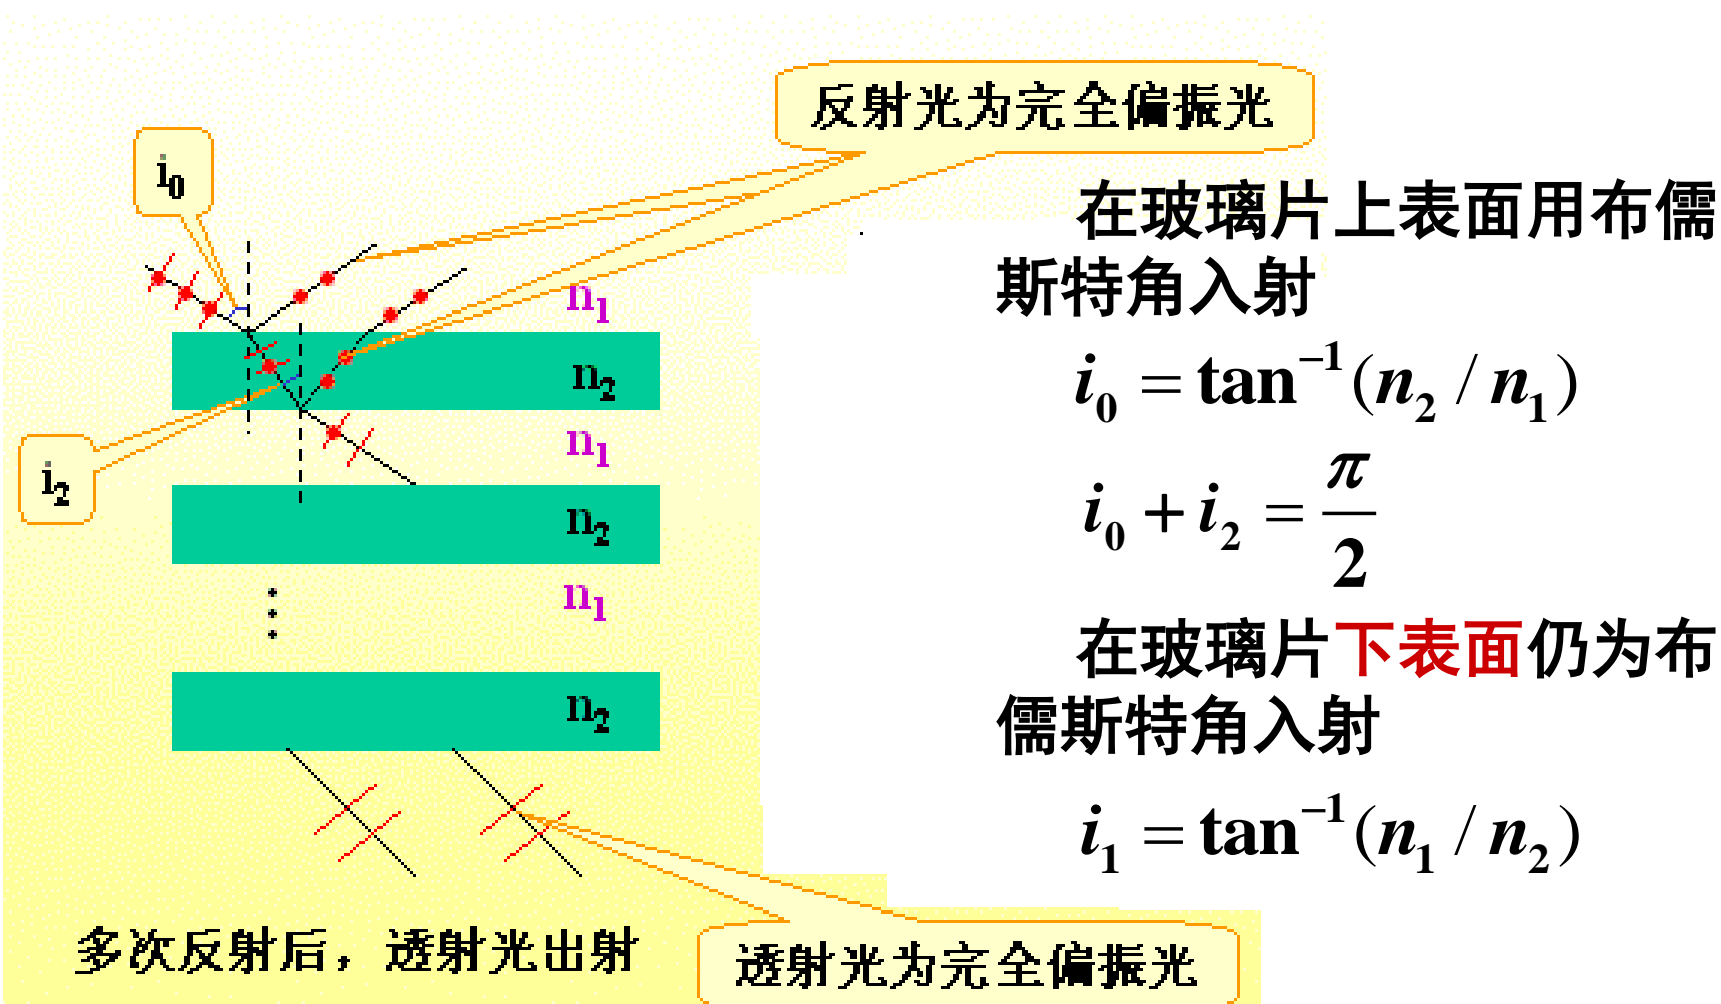 反射光为完全偏振光
i₀
在玻璃片上表面用布儒
斯特角入射
n₁
i₀ = tan⁻¹(n₂ / n₁)
n₂
n₁
i₂
i₀ + i₂ = π/2
n₂
n₁
在玻璃片下表面仍为布
儒斯特角入射
n₂
i₁ = tan⁻¹(n₁ / n₂)
多次反射后，透射光出射
透射光为完全偏振光